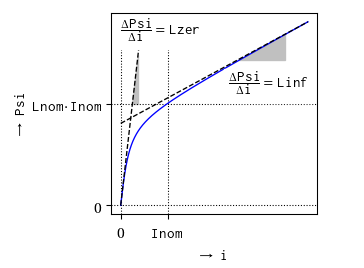 ΔPsi/Δi = Lzer
→ Psi
Lnom·Inom
ΔPsi/Δi = Linf
0
0
Inom
→ i